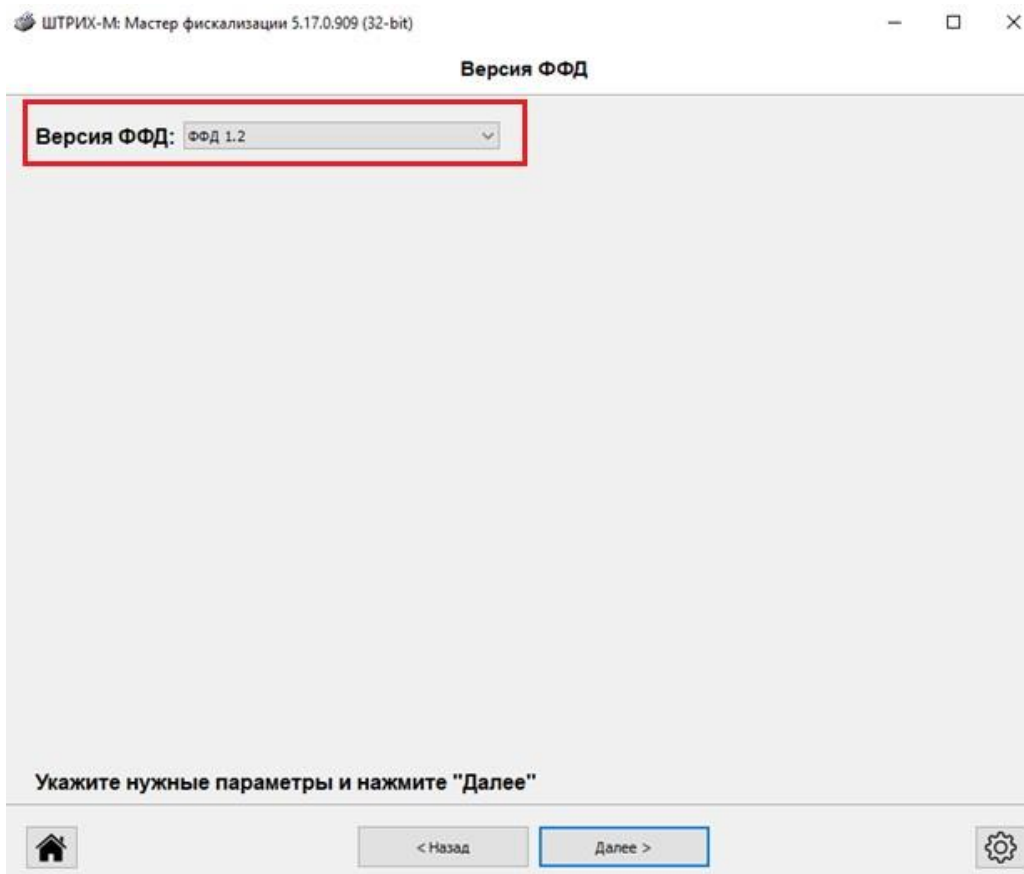 ШТРИХ-М: Мастер фискализации 5.17.0.909 (32-bit)
Версия ФФД
Версия ФФД: ФФД 1.2
Укажите нужные параметры и нажмите "Далее"
< Назад
Далее >